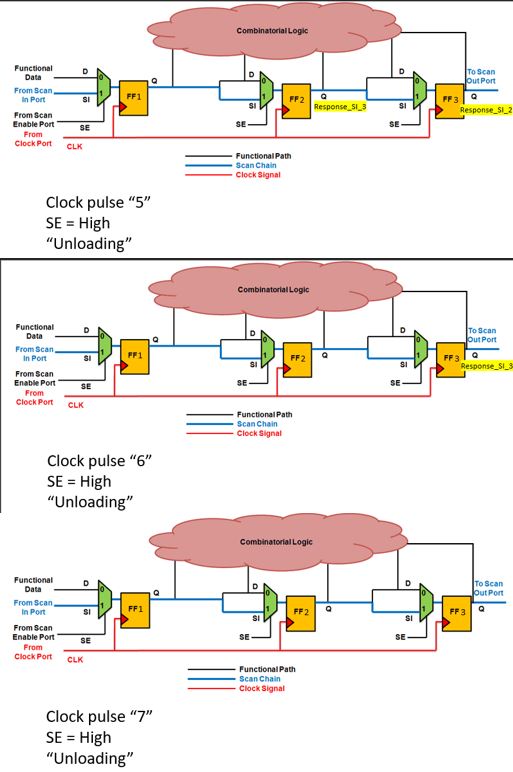 Combinatorial Logic
Functional
Data
D
0
1
Q
D
0
1
D
0
1
To Scan
Out Port
From Scan
In Port
SI
FF1
SI
FF2
Q
Response_SI_3
SI
FF3
Q
Response_SI_2
From Scan
Enable Port
SE
SE
SE
From
Clock Port
CLK
Functional Path
Scan Chain
Clock Signal
Clock pulse “5”
SE = High
“Unloading”
Combinatorial Logic
Functional
Data
D
0
1
Q
D
0
1
D
0
1
To Scan
Out Port
From Scan
In Port
SI
FF1
SI
FF2
Q
SI
FF3
Q
Response_SI_3
From Scan
Enable Port
SE
SE
SE
From
Clock Port
CLK
Functional Path
Scan Chain
Clock Signal
Clock pulse “6”
SE = High
“Unloading”
Combinatorial Logic
Functional
Data
D
0
1
Q
D
0
1
D
0
1
To Scan
Out Port
From Scan
In Port
SI
FF1
SI
FF2
Q
SI
FF3
Q
From Scan
Enable Port
SE
SE
SE
From
Clock Port
CLK
Functional Path
Scan Chain
Clock Signal
Clock pulse “7”
SE = High
“Unloading”